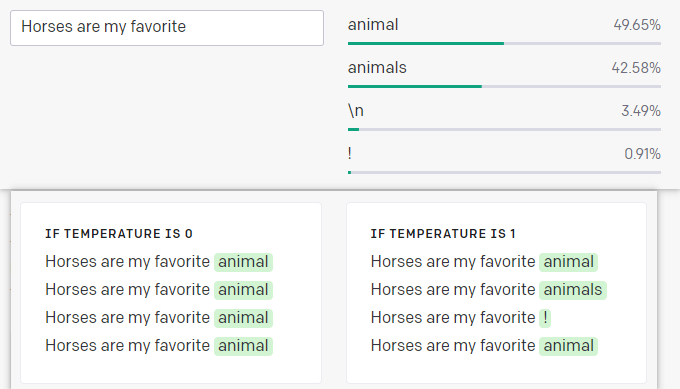 Horses are my favorite
animal 49.65%
animals 42.58%
\n 3.49%
! 0.91%
IF TEMPERATURE IS 0
Horses are my favorite animal
Horses are my favorite animal
Horses are my favorite animal
Horses are my favorite animal
IF TEMPERATURE IS 1
Horses are my favorite animal
Horses are my favorite animals
Horses are my favorite !
Horses are my favorite animal